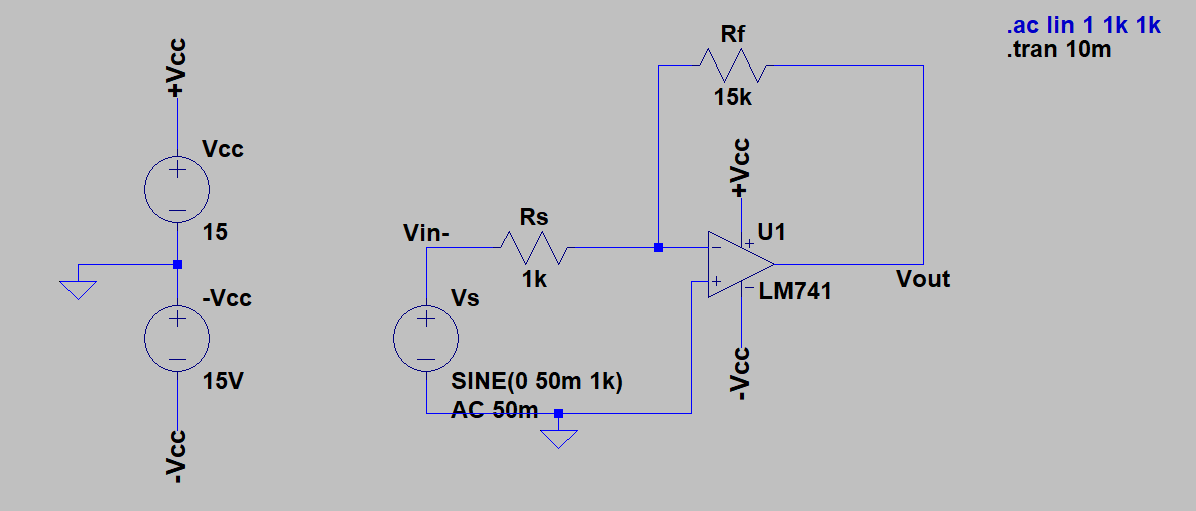 .ac lin 1 1k 1k
.tran 10m
+Vcc
Vcc
15
-Vcc
15V
-Vcc
Rf
15k
+Vcc
Vin-
Rs
1k
U1
LM741
Vout
-Vcc
Vs
SINE(0 50m 1k)
AC 50m